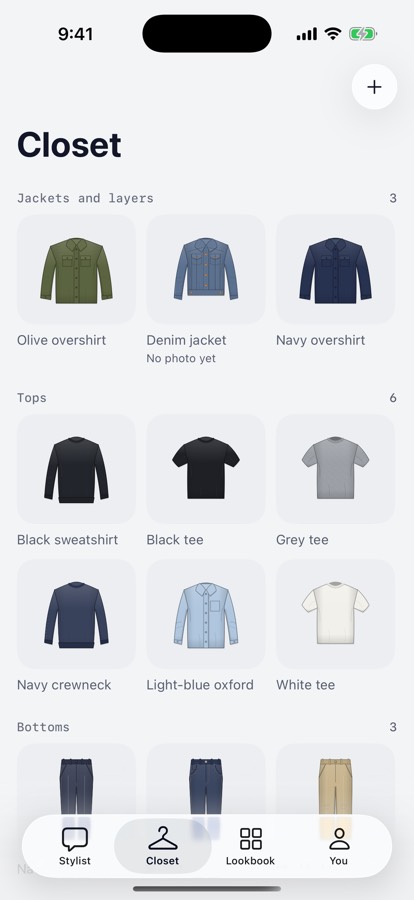 9:41
Closet
Jackets and layers 3
Olive overshirt
Denim jacket
No photo yet
Navy overshirt
Tops 6
Black sweatshirt
Black tee
Grey tee
Navy crewneck
Light-blue oxford
White tee
Bottoms 3
Stylist
Closet
Lookbook
You